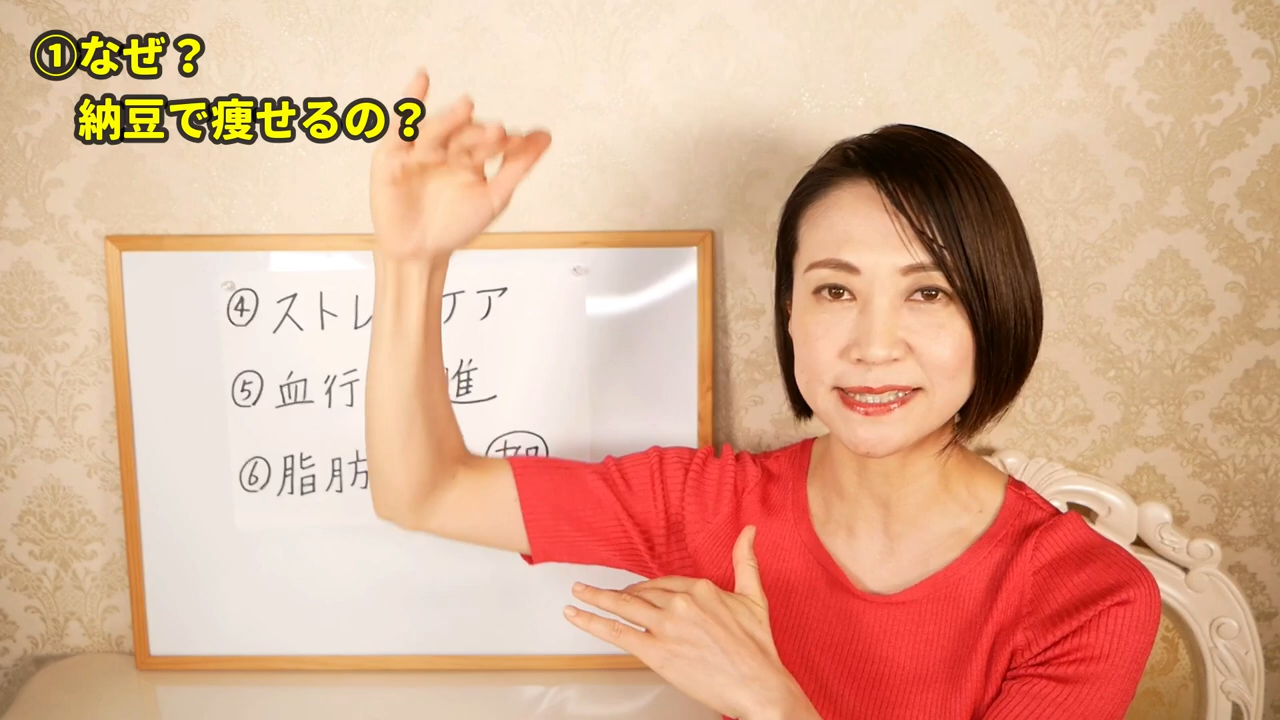 ①なぜ？
納豆で痩せるの？
④ストレ ケア
⑤血行 進
⑥脂肪